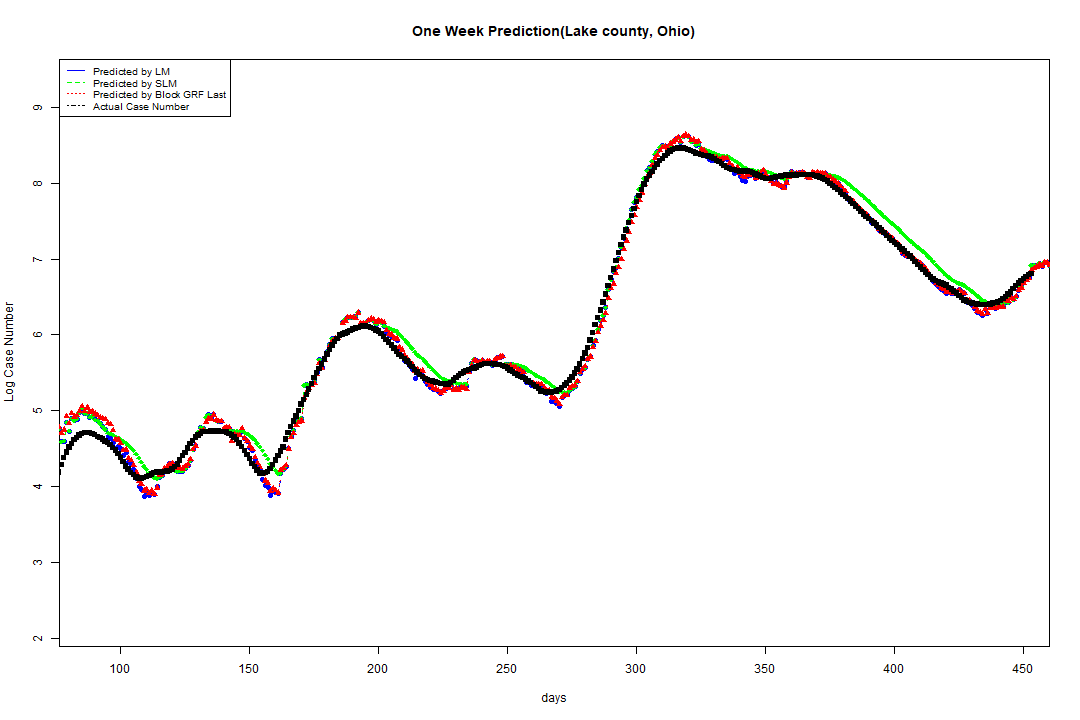 One Week Prediction(Lake county, Ohio)
Predicted by LM
Predicted by SLM
Predicted by Block GRF Last
Actual Case Number
9
8
7
6
5
4
3
2
Log Case Number
100 150 200 250 300 350 400 450
days